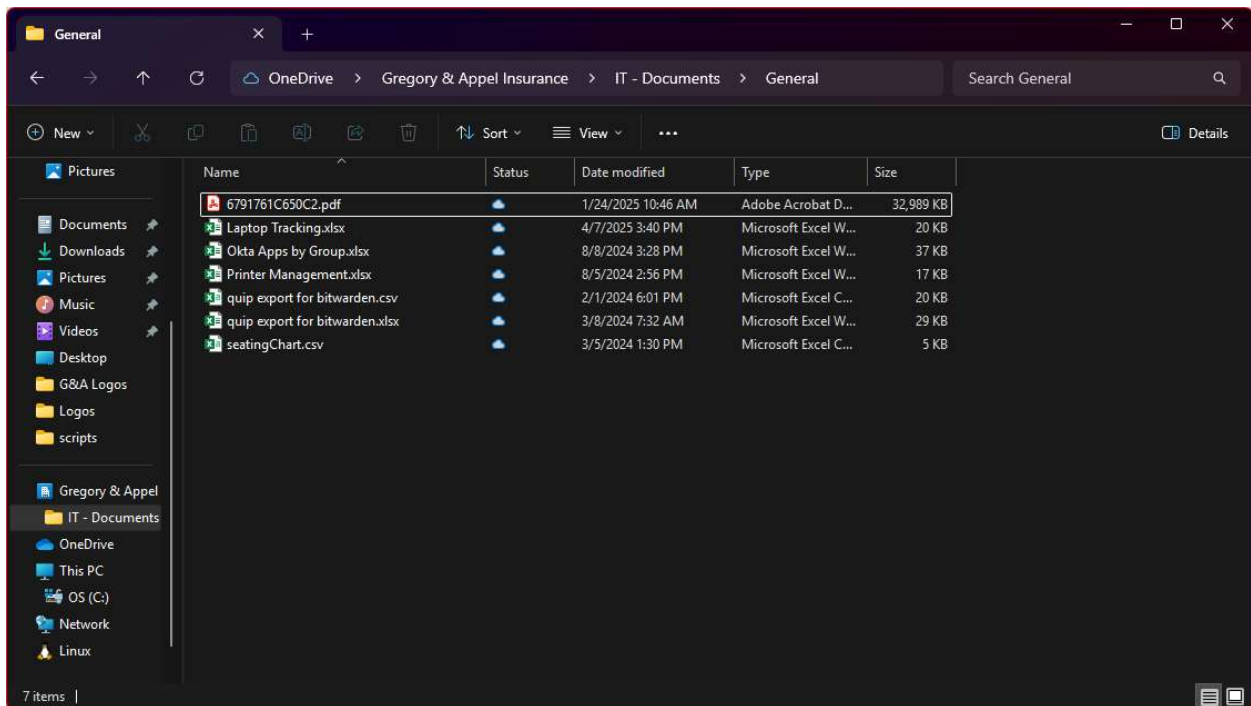 General
OneDrive > Gregory & Appel Insurance > IT - Documents > General Search General
New Sort View ... Details
Pictures
Documents
Downloads
Pictures
Music
Videos
Desktop
G&A Logos
Logos
scripts
Gregory & Appel
IT - Documents
OneDrive
This PC
OS (C:)
Network
Linux
Name Status Date modified Type Size
6791761C650C2.pdf 1/24/2025 10:46 AM Adobe Acrobat D... 32,989 KB
Laptop Tracking.xlsx 4/7/2025 3:40 PM Microsoft Excel W... 20 KB
Okta Apps by Group.xlsx 8/8/2024 3:28 PM Microsoft Excel W... 37 KB
Printer Management.xlsx 8/5/2024 2:56 PM Microsoft Excel W... 17 KB
quip export for bitwarden.csv 2/1/2024 6:01 PM Microsoft Excel C... 20 KB
quip export for bitwarden.xlsx 3/8/2024 7:32 AM Microsoft Excel W... 29 KB
seatingChart.csv 3/5/2024 1:30 PM Microsoft Excel C... 5 KB
7 items